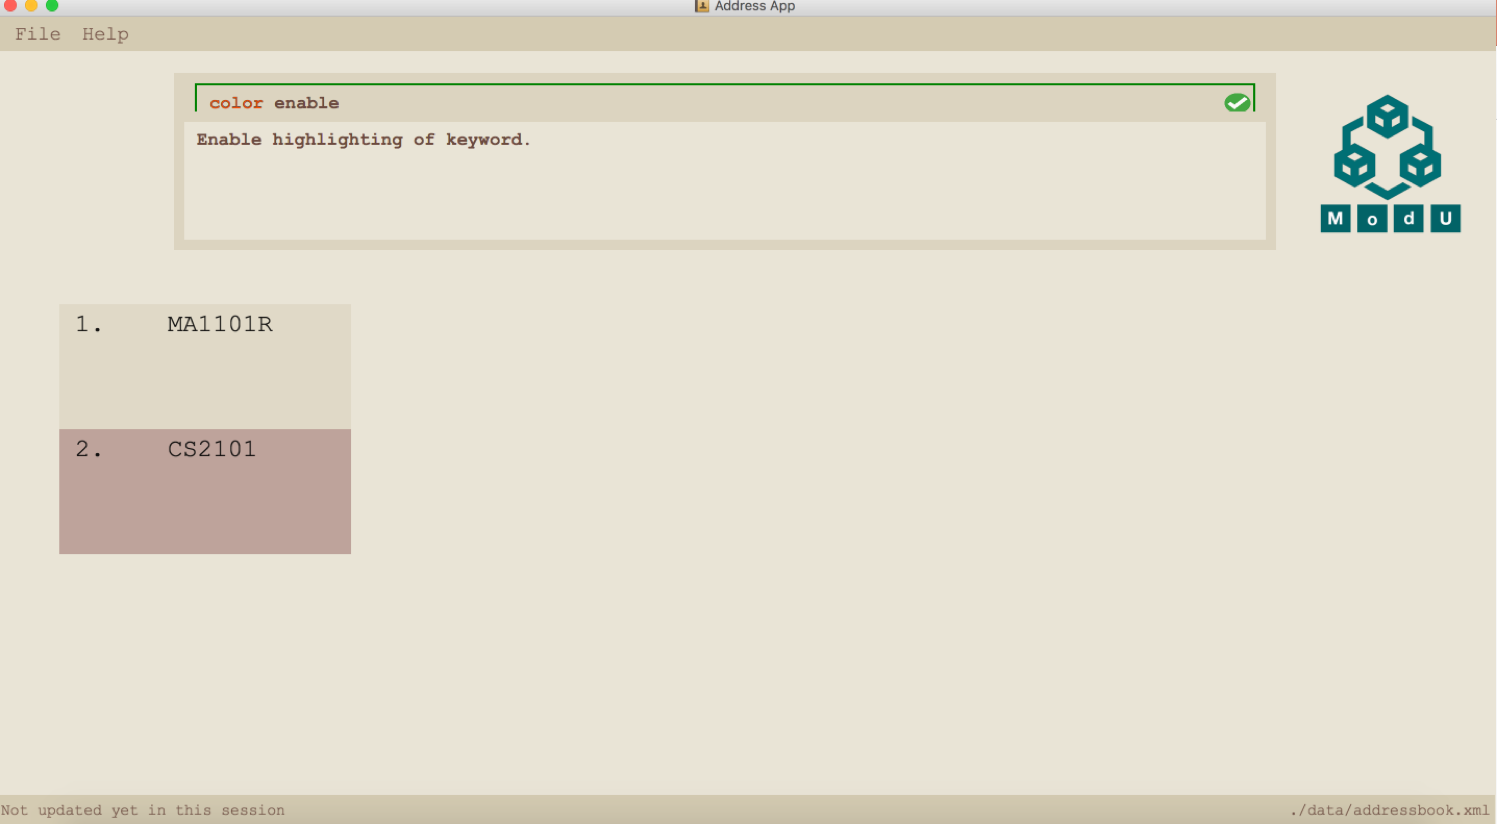 Address App
File Help
color enable
Enable highlighting of keyword.
M o d U
1. MA1101R
2. CS2101
Not updated yet in this session
./data/addressbook.xml